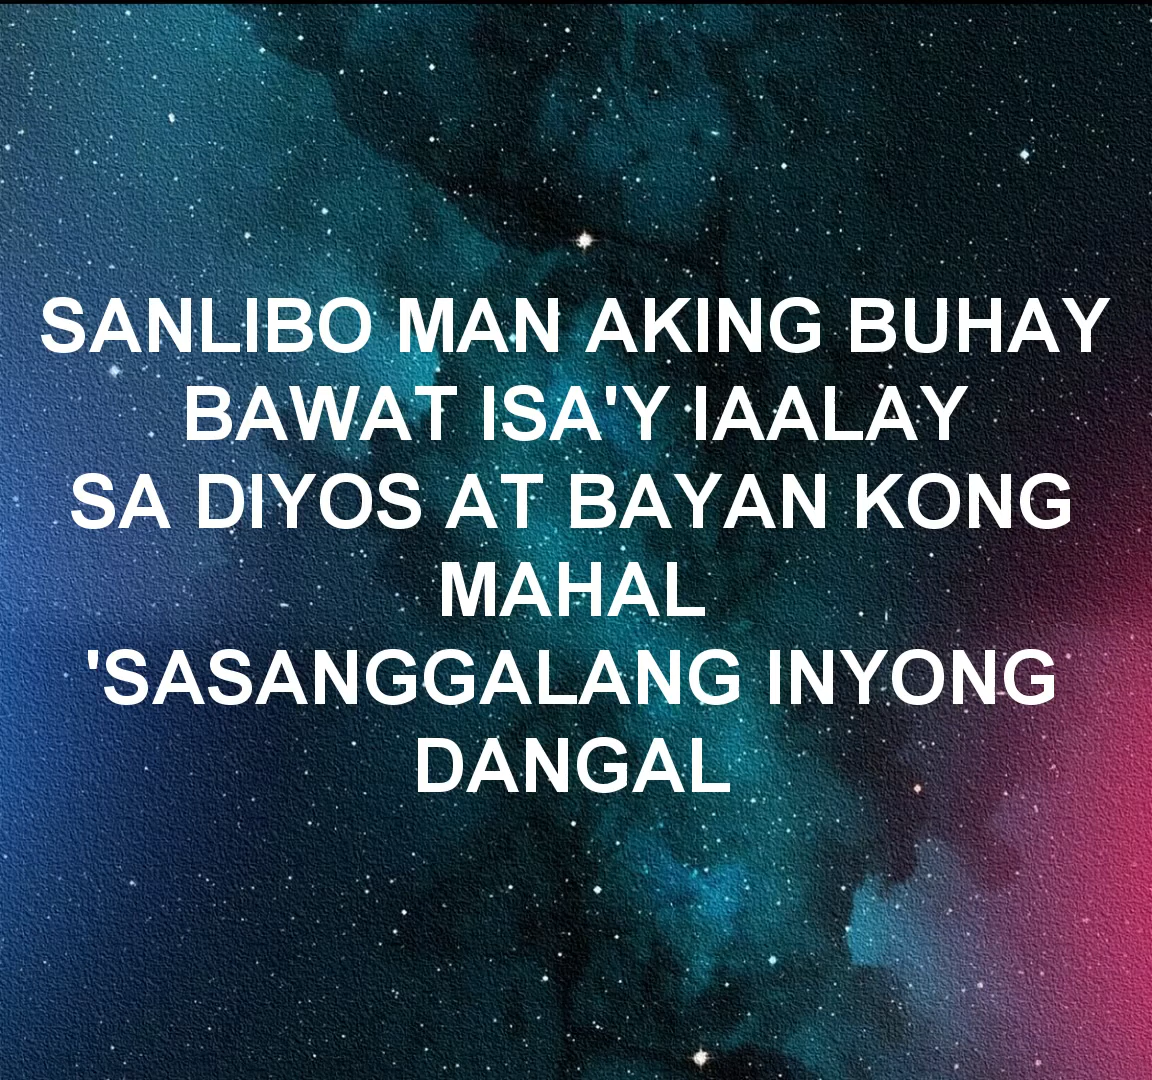 SANLIBO MAN AKING BUHAY
BAWAT ISA'Y IAALAY
SA DIYOS AT BAYAN KONG
MAHAL
'SASANGGALANG INYONG
DANGAL